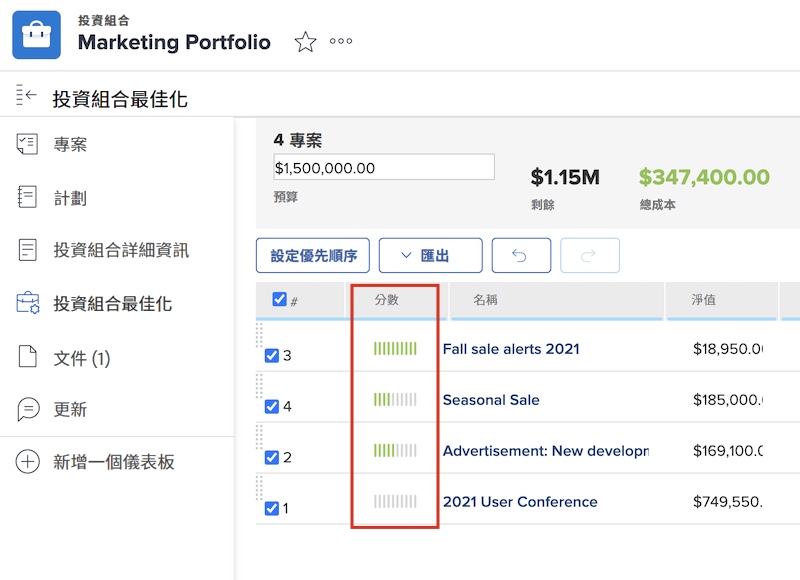 投資組合
Marketing Portfolio
投資組合最佳化
專案
計劃
投資組合詳細資訊
投資組合最佳化
文件 (1)
更新
新增一個儀表板
4 專案
$1,500,000.00
預算
$1.15M
剩餘
$347,400.00
總成本
設定優先順序
匯出
# 分數 名稱 淨值
3 Fall sale alerts 2021 $18,950.0
4 Seasonal Sale $185,000.
2 Advertisement: New developm $169,100.0
1 2021 User Conference $749,550.